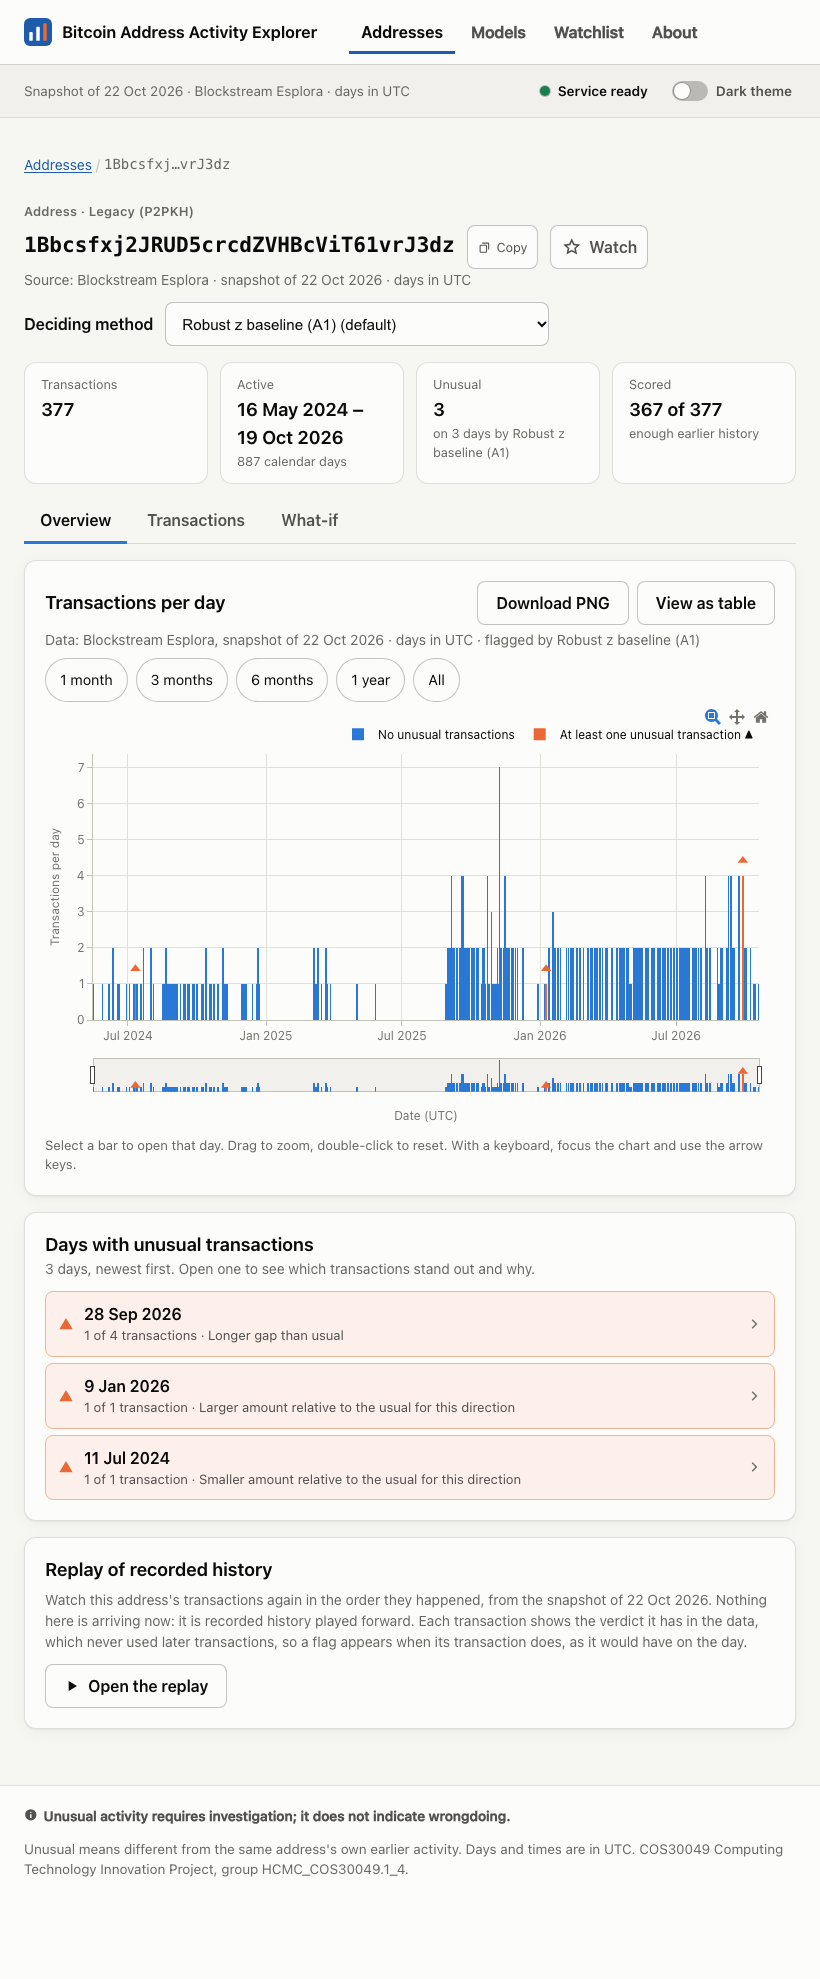 Bitcoin Address Activity Explorer
Addresses
Models
Watchlist
About
Snapshot of 22 Oct 2026 · Blockstream Esplora · days in UTC
Service ready
Dark theme
Addresses / 1Bbcsfxj…vrJ3dz
Address · Legacy (P2PKH)
1Bbcsfxj2JRUD5crcdZVHBcViT61vrJ3dz
Copy
Watch
Source: Blockstream Esplora · snapshot of 22 Oct 2026 · days in UTC
Deciding method
Robust z baseline (A1) (default)
Transactions
377
Active
16 May 2024 –
19 Oct 2026
887 calendar days
Unusual
3
on 3 days by Robust z
baseline (A1)
Scored
367 of 377
enough earlier history
Overview
Transactions
What-if
Transactions per day
Download PNG
View as table
Data: Blockstream Esplora, snapshot of 22 Oct 2026 · days in UTC · flagged by Robust z baseline (A1)
1 month
3 months
6 months
1 year
All
No unusual transactions
At least one unusual transaction ▲
Transactions per day
7
6
5
4
3
2
1
0
Jul 2024
Jan 2025
Jul 2025
Jan 2026
Jul 2026
Date (UTC)
Select a bar to open that day. Drag to zoom, double-click to reset. With a keyboard, focus the chart and use the arrow
keys.
Days with unusual transactions
3 days, newest first. Open one to see which transactions stand out and why.
28 Sep 2026
1 of 4 transactions · Longer gap than usual
9 Jan 2026
1 of 1 transaction · Larger amount relative to the usual for this direction
11 Jul 2024
1 of 1 transaction · Smaller amount relative to the usual for this direction
Replay of recorded history
Watch this address's transactions again in the order they happened, from the snapshot of 22 Oct 2026. Nothing
here is arriving now: it is recorded history played forward. Each transaction shows the verdict it has in the data,
which never used later transactions, so a flag appears when its transaction does, as it would have on the day.
Open the replay
Unusual activity requires investigation; it does not indicate wrongdoing.
Unusual means different from the same address's own earlier activity. Days and times are in UTC. COS30049 Computing
Technology Innovation Project, group HCMC_COS30049.1_4.